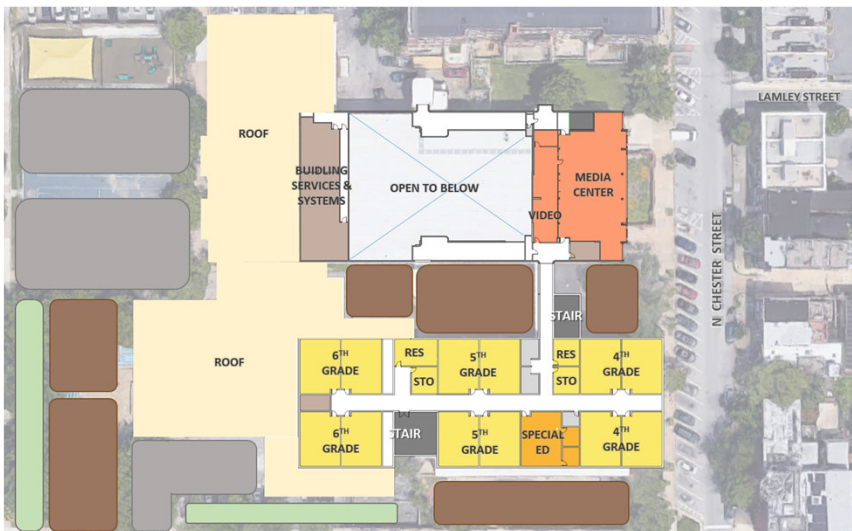 LAMLEY STREET
ROOF
BUIDLING
SERVICES &
SYSTEMS
OPEN TO BELOW
VIDEO
MEDIA
CENTER
N CHESTER STREET
STAIR
ROOF
6TH
GRADE
RES
STO
5TH
GRADE
RES
STO
4TH
GRADE
6TH
GRADE
STAIR
5TH
GRADE
SPECIAL
ED
4TH
GRADE